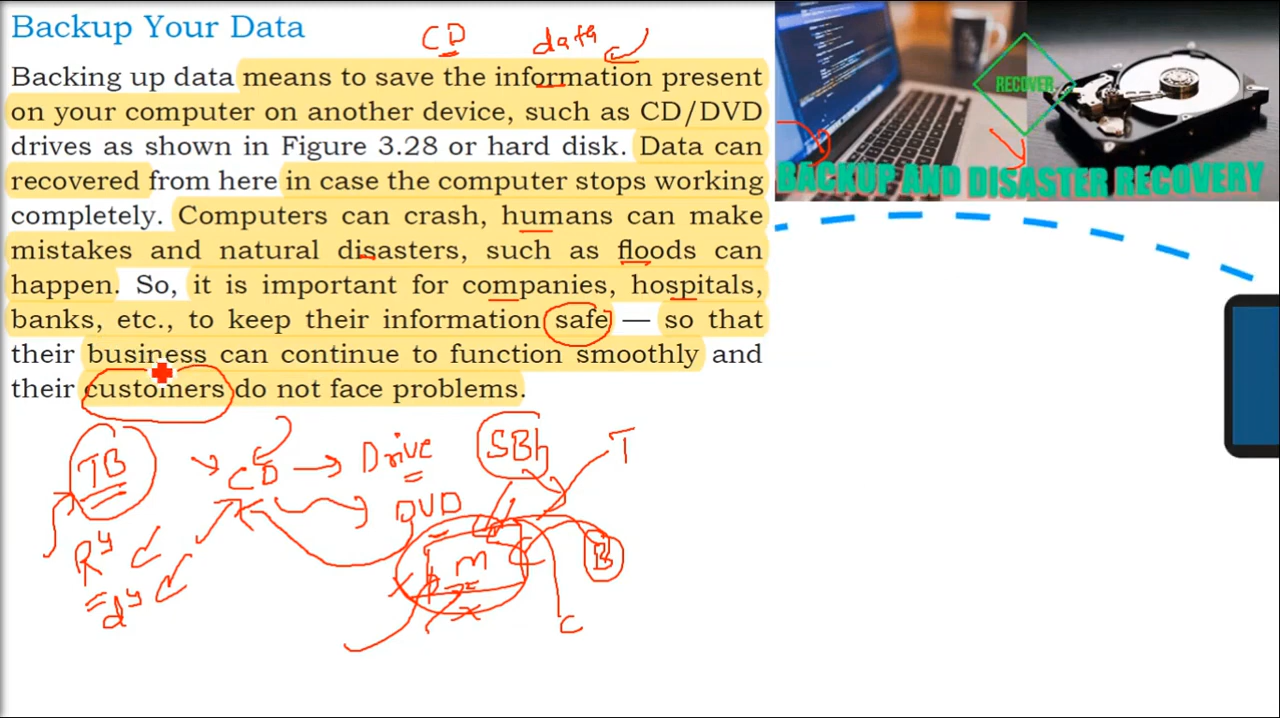 Backup Your Data
CD data
Backing up data means to save the information present
on your computer on another device, such as CD/DVD
drives as shown in Figure 3.28 or hard disk. Data can
recovered from here in case the computer stops working
completely. Computers can crash, humans can make
mistakes and natural disasters, such as floods can
happen. So, it is important for companies, hospitals,
banks, etc., to keep their information safe — so that
their business can continue to function smoothly and
their customers do not face problems.
RECOVER
BACKUP AND DISASTER RECOVERY
TB CD Drive SBh T
DVD
m B
R
dy
C